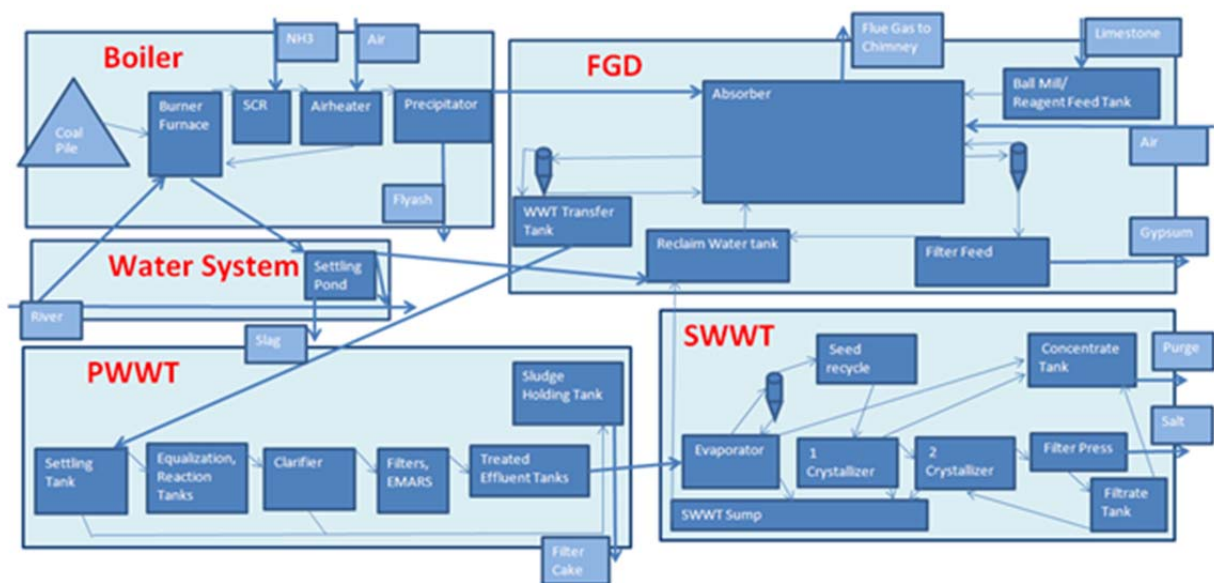 Boiler
NH3
Air
Coal
Pile
Burner
Furnace
SCR
Airheater
Precipitator
Flyash
FGD
Flue Gas to
Chimney
Limestone
Absorber
Ball Mill/
Reagent Feed Tank
Air
WWT Transfer
Tank
Reclaim Water tank
Filter Feed
Gypsum
Water System
Settling
Pond
River
Slag
PWWT
Sludge
Holding Tank
Settling
Tank
Equalization,
Reaction
Tanks
Clarifier
Filters,
EMARS
Treated
Effluent Tanks
Filter
Cake
SWWT
Seed
recycle
Concentrate
Tank
Purge
Salt
Evaporator
1
Crystallizer
2
Crystallizer
Filter Press
Filtrate
Tank
SWWT Sump